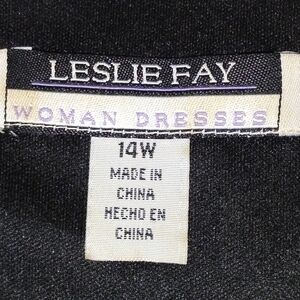 LESLIE FAY
WOMAN DRESSES
14W
MADE IN
CHINA
HECHO EN
CHINA